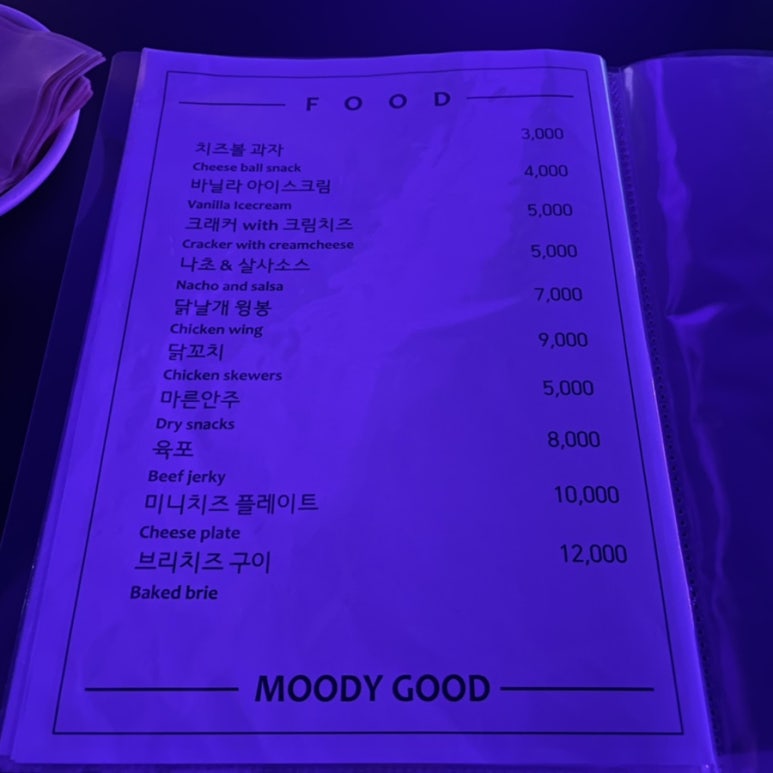 FOOD
치즈볼 과자 3,000
Cheese ball snack
바닐라 아이스크림 4,000
Vanilla Icecream
크래커 with 크림치즈 5,000
Cracker with creamcheese
나초 & 살사소스 5,000
Nacho and salsa
닭날개 윙봉 7,000
Chicken wing
닭꼬치 9,000
Chicken skewers
마른안주 5,000
Dry snacks
육포 8,000
Beef jerky
미니치즈 플레이트 10,000
Cheese plate
브리치즈 구이 12,000
Baked brie
MOODY GOOD